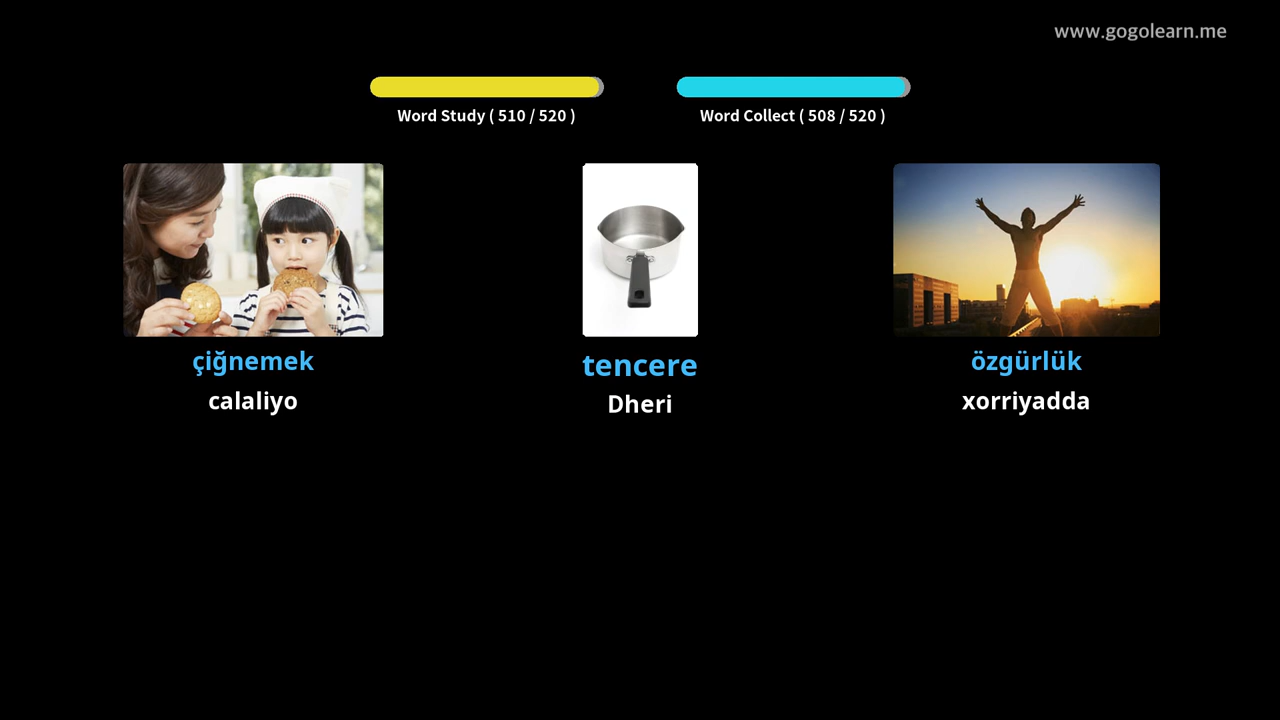 www.gogolearn.me
Word Study ( 510 / 520 )
Word Collect ( 508 / 520 )
çiğnemek
calaliyo
tencere
Dheri
özgürlük
xorriyadda